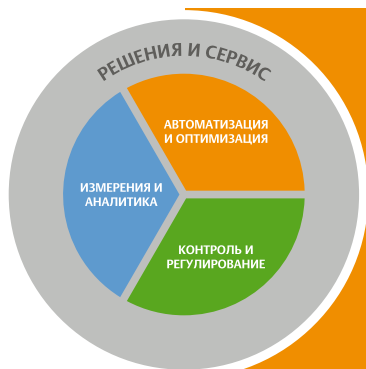 РЕШЕНИЯ И СЕРВИС
АВТОМАТИЗАЦИЯ
И ОПТИМИЗАЦИЯ
ИЗМЕРЕНИЯ И
АНАЛИТИКА
КОНТРОЛЬ И
РЕГУЛИРОВАНИЕ